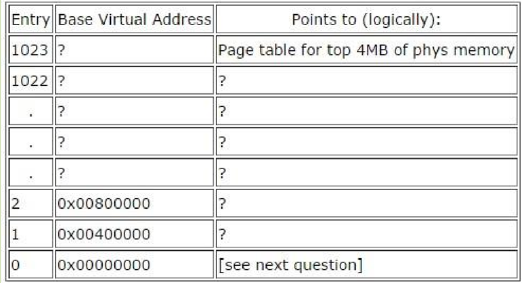 Entry Base Virtual Address Points to (logically):
1023 ? Page table for top 4MB of phys memory
1022 ? ?
. ? ?
. ? ?
. ? ?
2 0x00800000 ?
1 0x00400000 ?
0 0x00000000 [see next question]